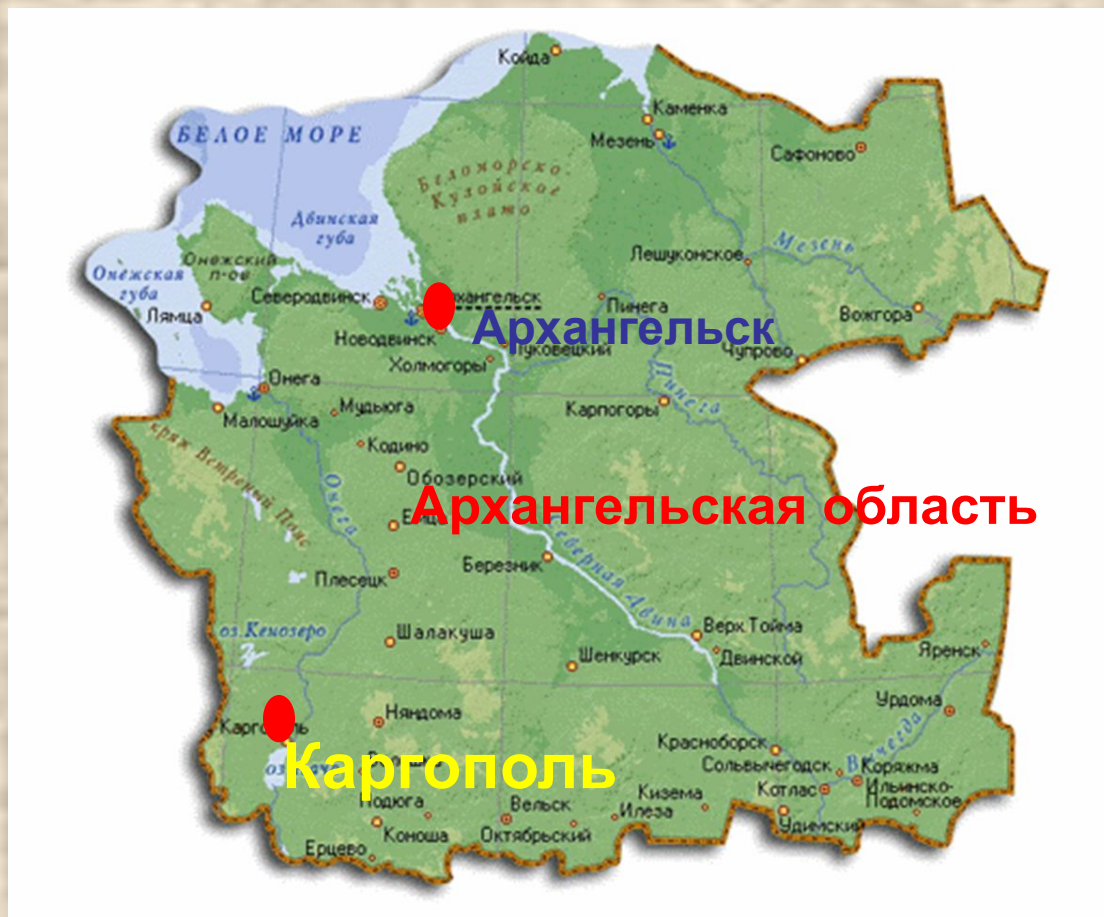 Койда
Каменка
БЕЛОЕ МОРЕ
Мезень
Сафоново
Беломорско-
Кулойское
плато
Двинская
губа
Мезень
Лешуконское
Онежский
п-ов
Онежская
губа
Северодвинск
Пинега
Лямца
Вожгора
Архангельск
Новодвинск
Луковецкий
Чупрово
Холмогоры
Онега
Пинега
Мудьюга
Карпогоры
Малошуйка
кряж Ветреный Пояс
Кодино
Обозерский
Онега
Архангельская область
Северная Двина
Березник
Плесецк
оз.Кенозеро
Шалакуша
Верх.Тойма
Шенкурск
Двинской
Яренск
Урдома
Няндома
Каргополь
Красноборск
Вычегда
Сольвычегодск
Коряжма
Каргополь
Котлас
Ильинско-
Подомское
Кизема
Подюга
Вельск
Илеза
Удимский
Коноша
Октябрьский
Ерцево